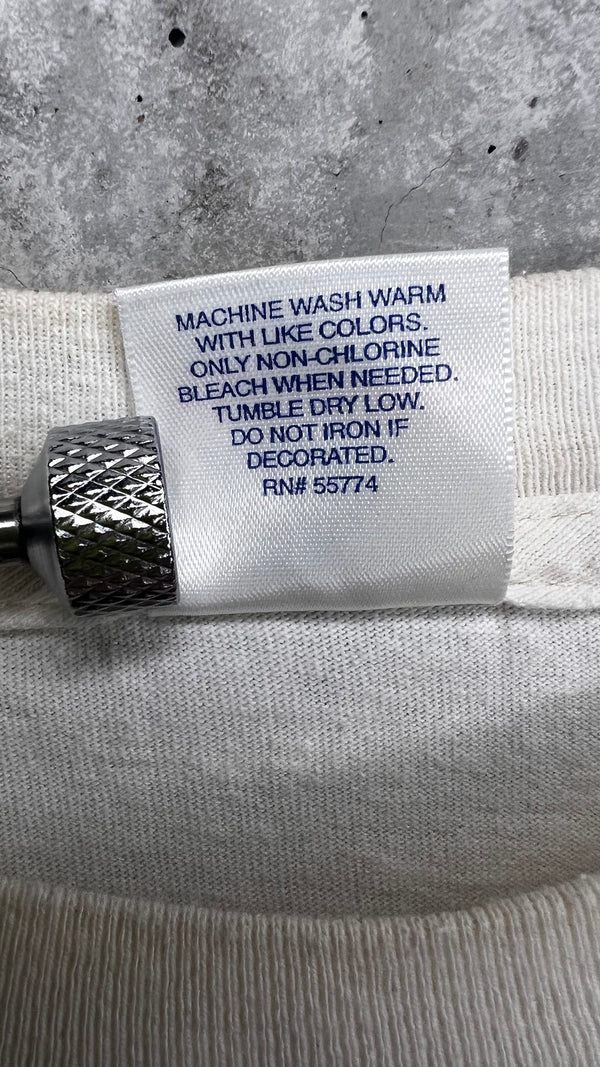 MACHINE WASH WARM
WITH LIKE COLORS.
ONLY NON-CHLORINE
BLEACH WHEN NEEDED.
TUMBLE DRY LOW.
DO NOT IRON IF
DECORATED.
RN# 55774